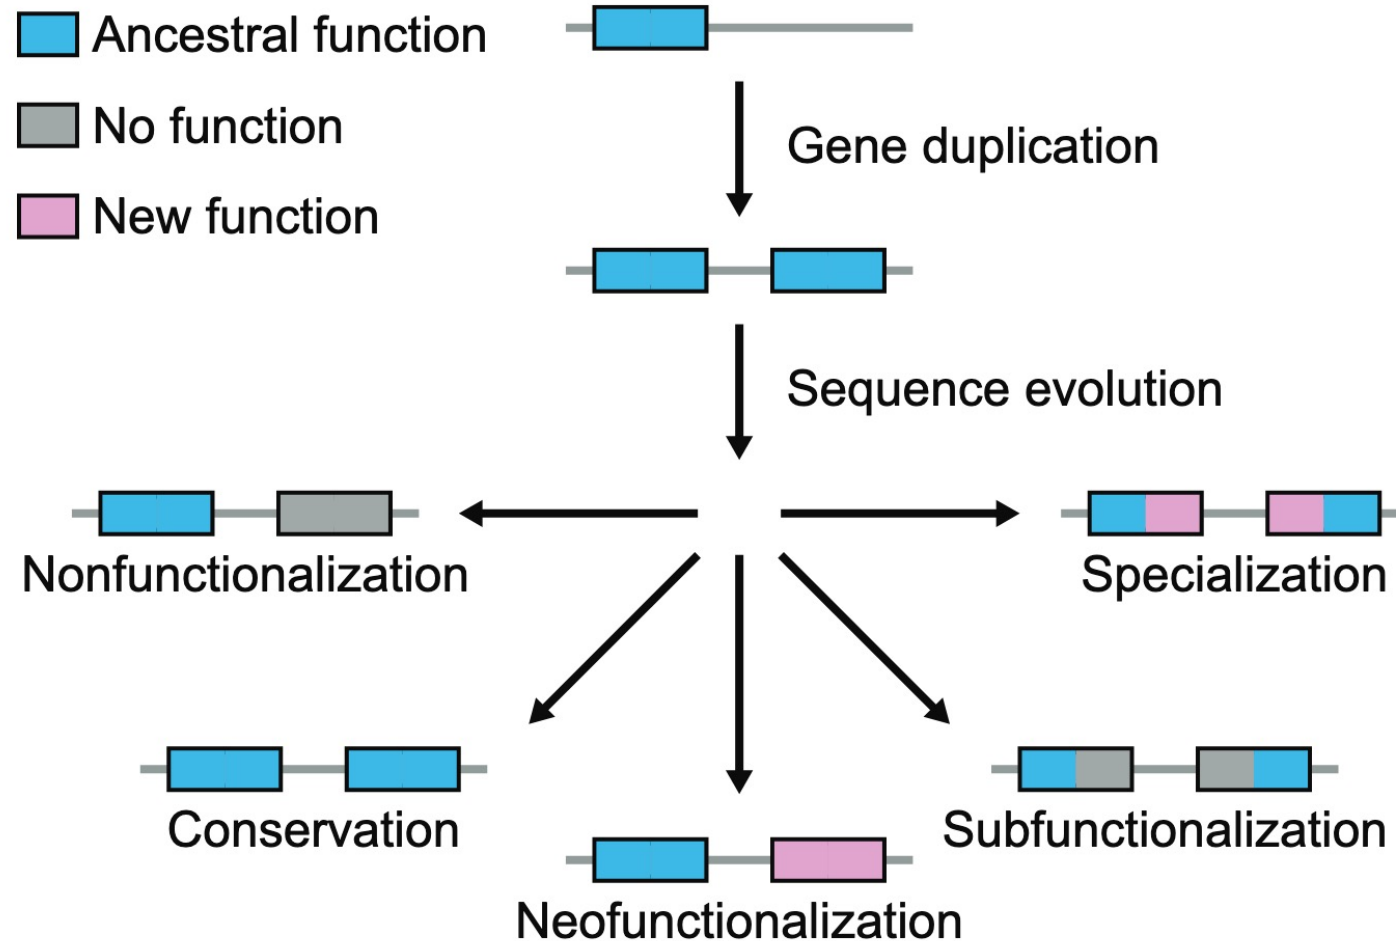 Ancestral function
No function
New function
Gene duplication
Sequence evolution
Nonfunctionalization
Specialization
Conservation
Subfunctionalization
Neofunctionalization